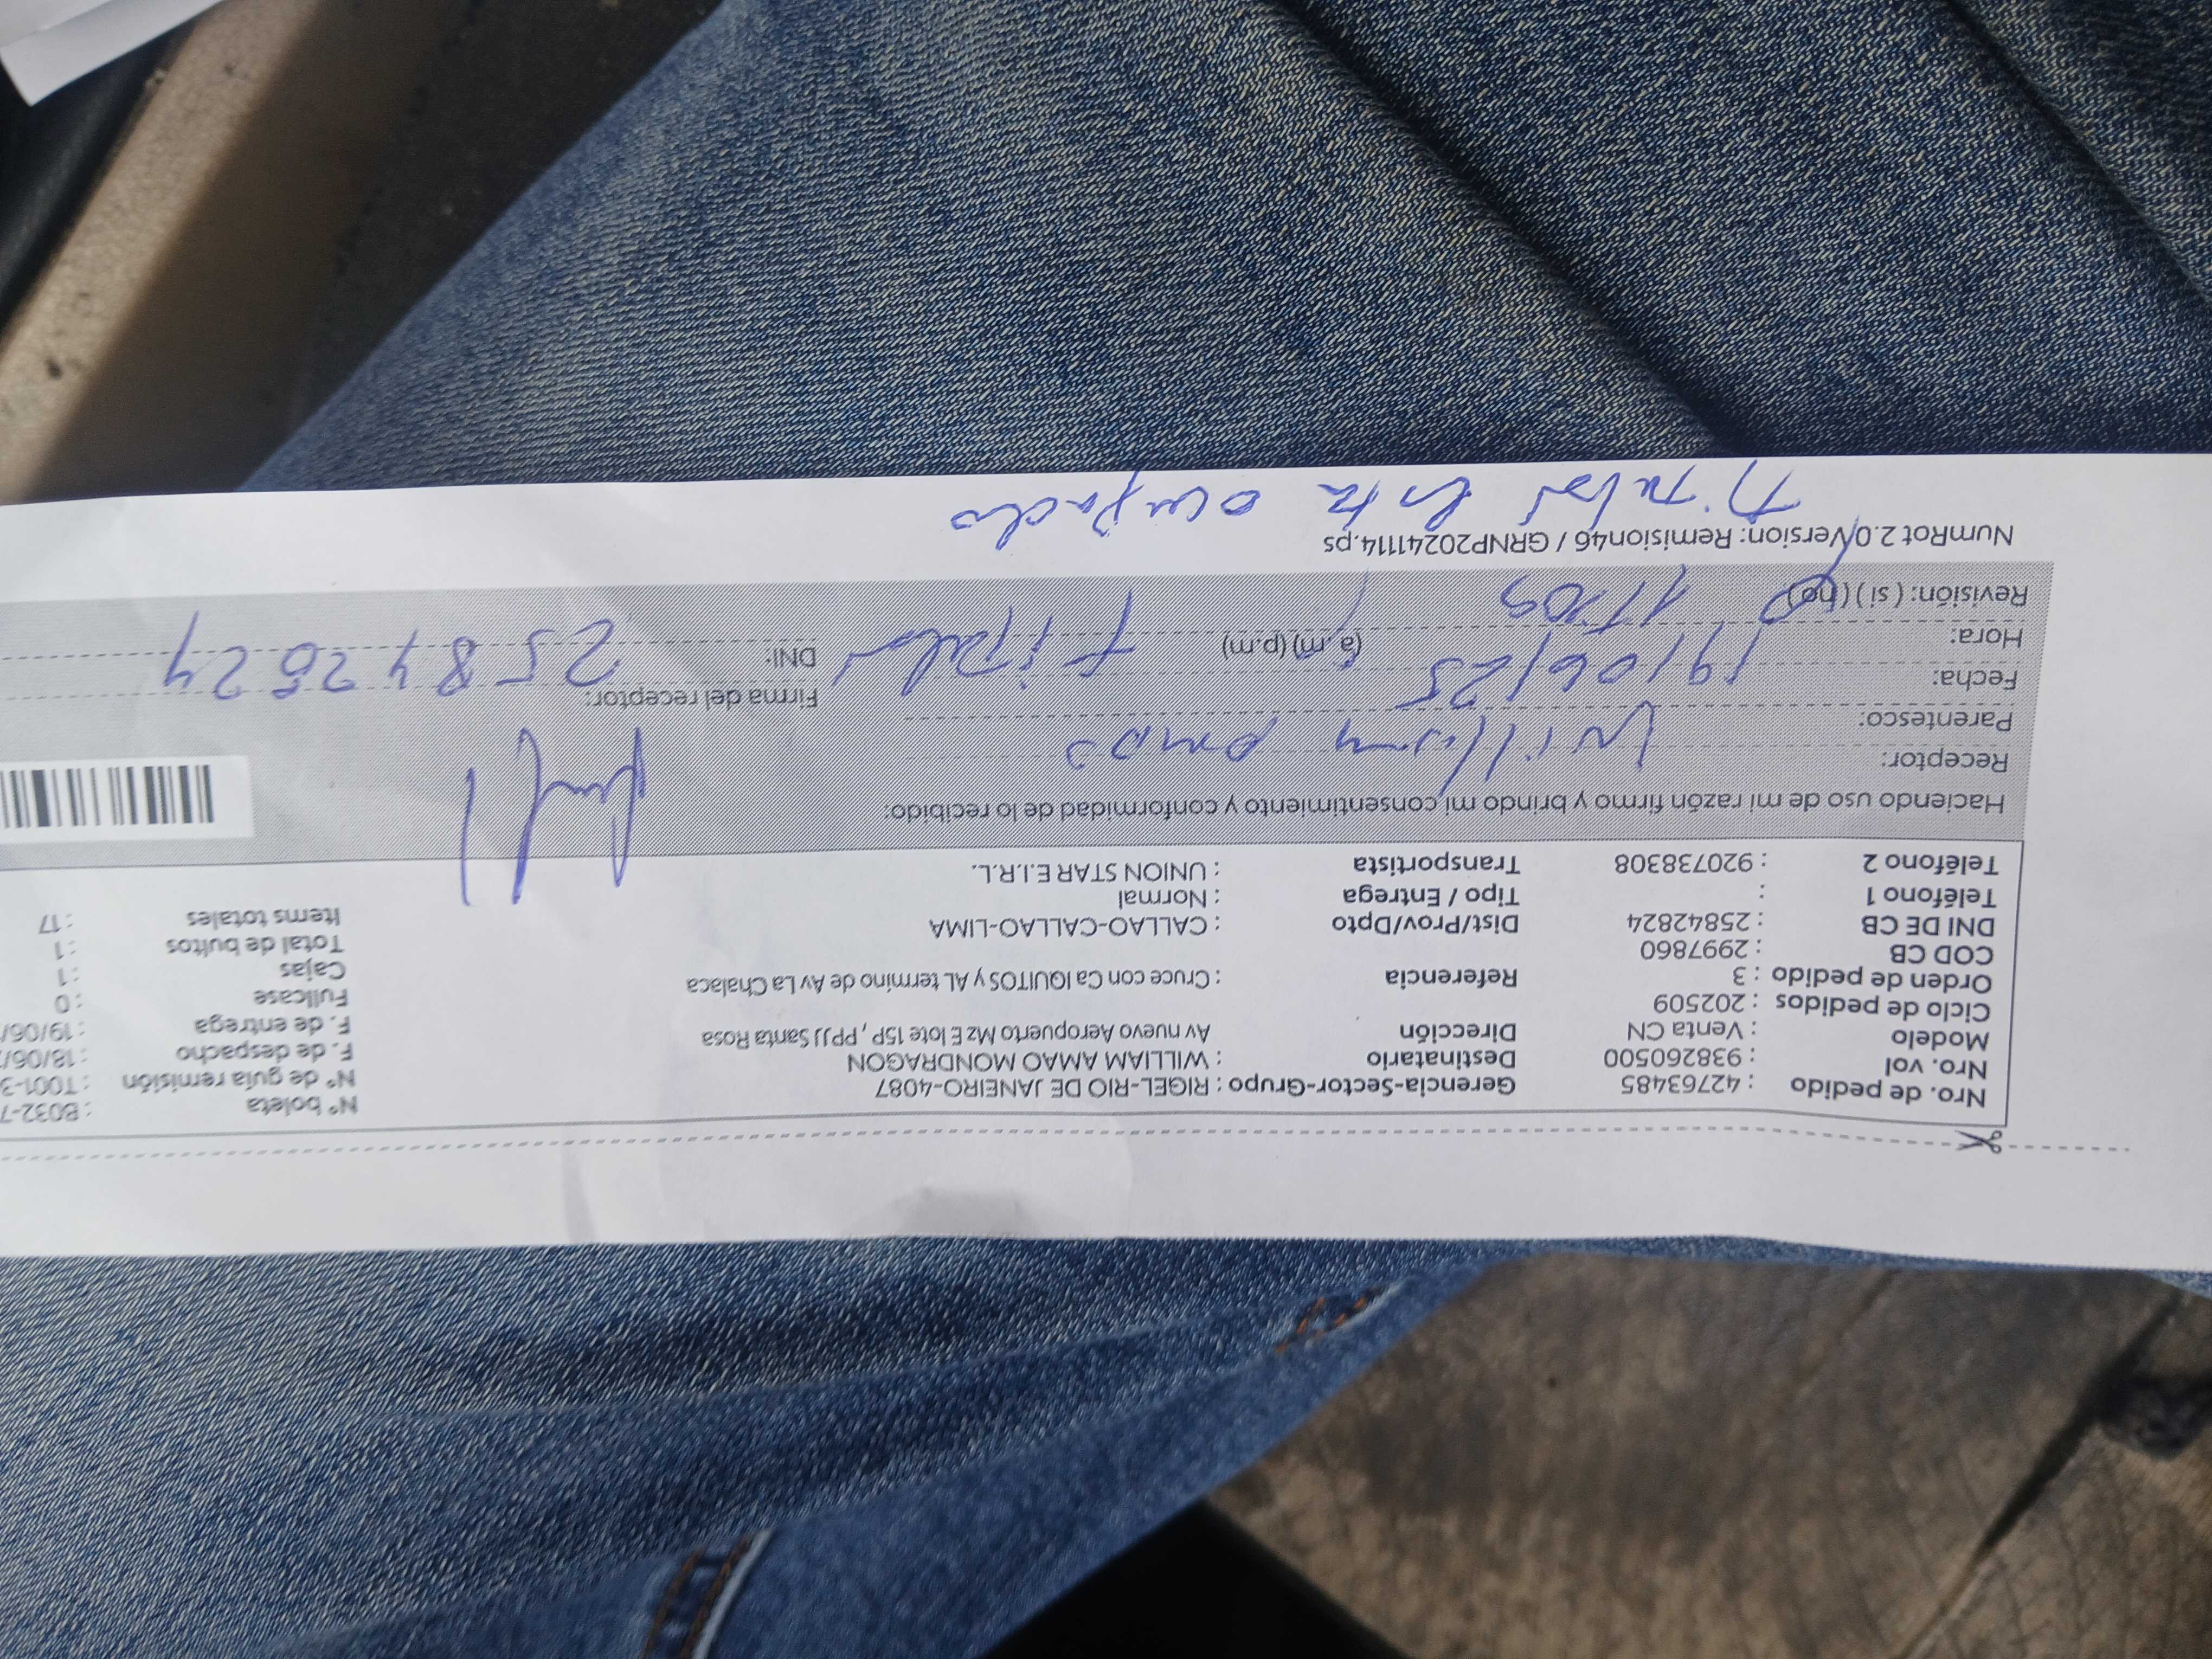 Nro. de pedido : 42763485 Gerencia-Sector-Grupo : RIGEL-RIO DE JANEIRO-4087 N° boleta : B032-7
Nro. vol : 938260500 Destinatario : WILLIAM AMAO MONDRAGON N° de guía remisión : T001-3
Modelo : Venta CN Dirección Av nuevo Aeropuerto Mz E lote 15P , PPJJ Santa Rosa F. de despacho : 18/06/
Ciclo de pedidos : 202509 F. de entrega : 19/06/
Orden de pedido : 3 Referencia : Cruce con Ca IQUITOS y AL termino de Av La Chalaca Fullcase : 0
COD CB : 2997860 Cajas : 1
DNI DE CB : 25842824 Dist/Prov/Dpto : CALLAO-CALLAO-LIMA Total de bultos : 1
Teléfono 1 : Tipo / Entrega : Normal Items totales : 17
Teléfono 2 : 920738308 Transportista : UNION STAR E.I.R.L.
Haciendo uso de mi razón firmo y brindo mi consentimiento y conformidad de lo recibido:
Receptor: William
Parentesco:
Fecha: 19/06/25 Firma del receptor:
Hora: 11:09 (a.m) (p.m) Titular DNI: 25842824
Revisión: ( si ) ( no )
NumRot 2.0/Version: Remision46 / GRNP20241114.ps
Titular esta ocupado